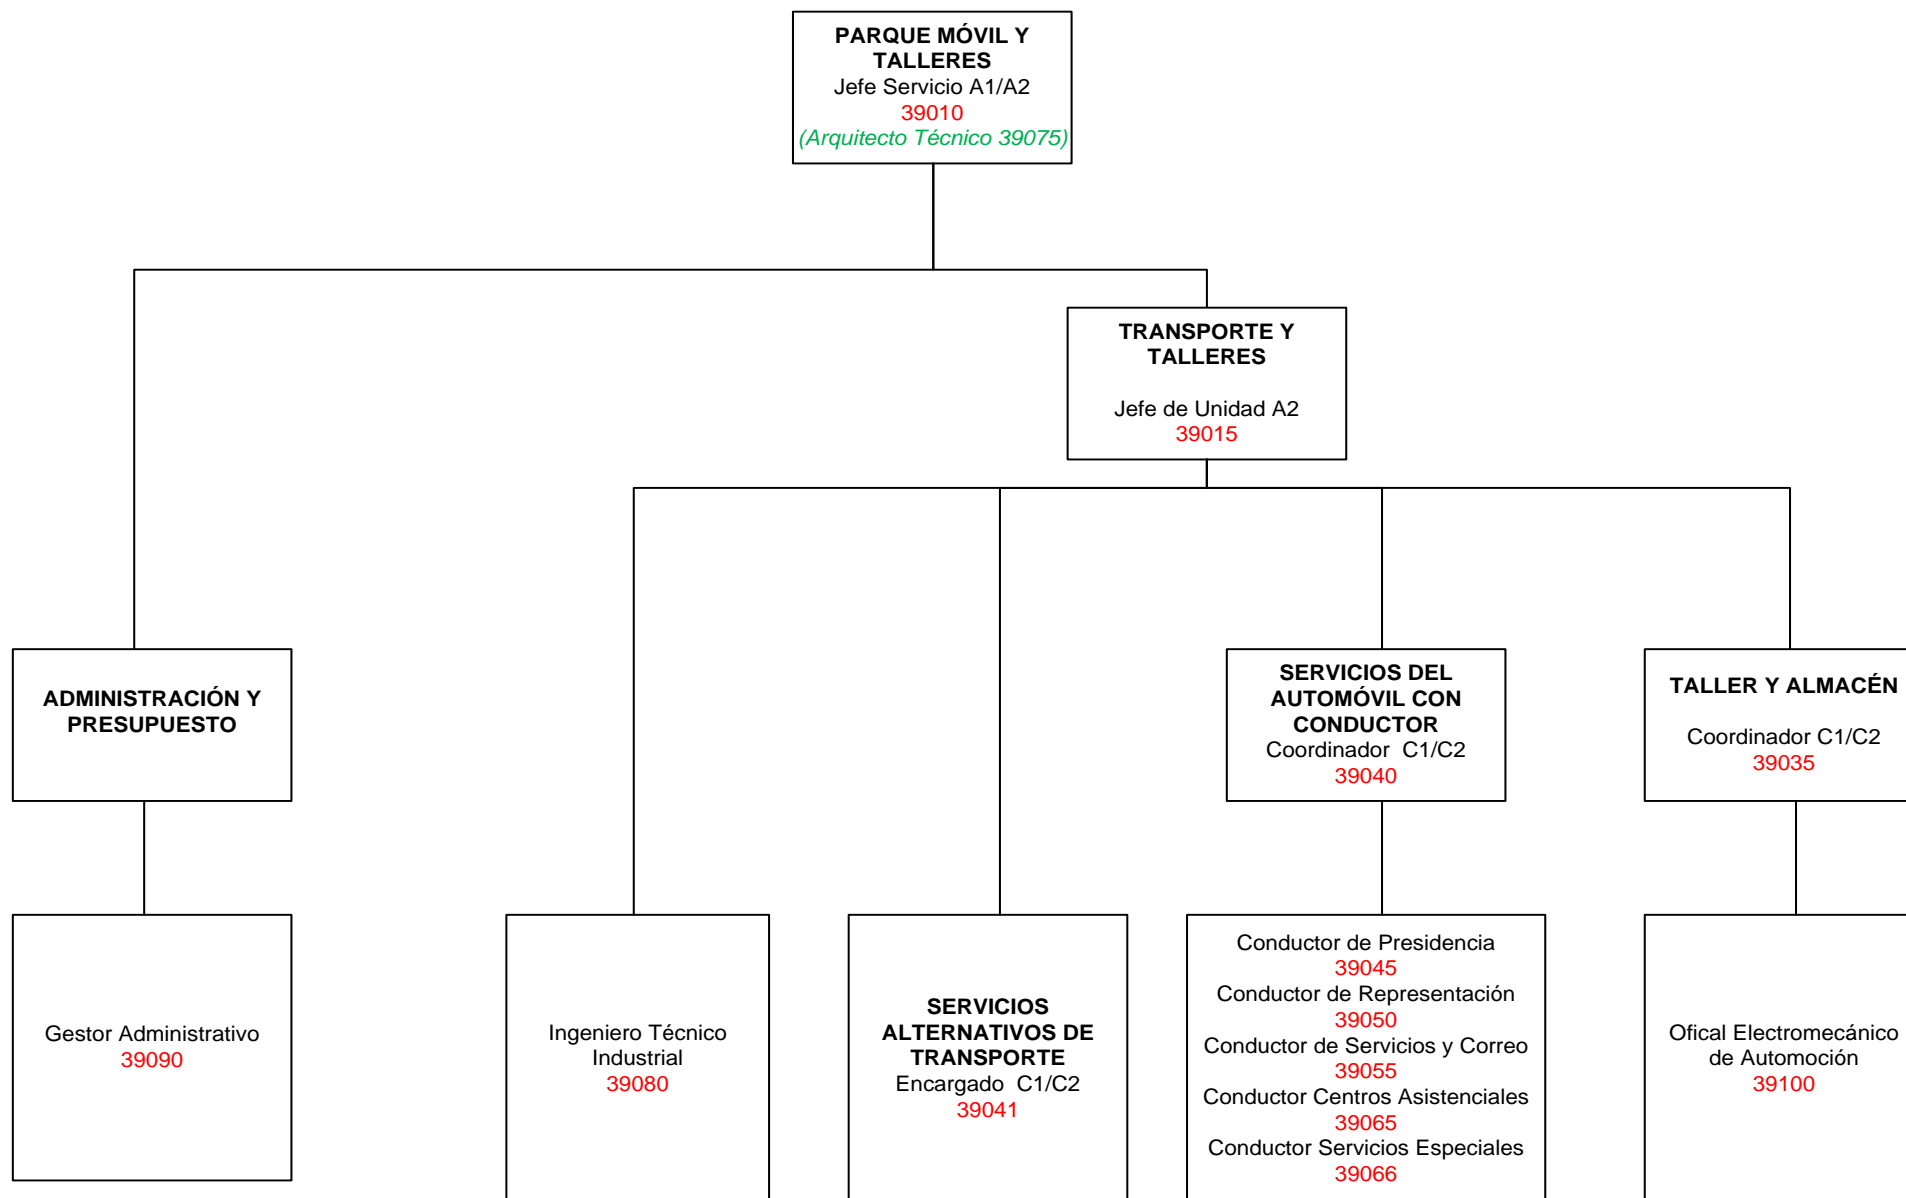 PARQUE MÓVIL Y
TALLERES
Jefe Servicio A1/A2
39010
(Arquitecto Técnico 39075)
TRANSPORTE Y
TALLERES
Jefe de Unidad A2
39015
ADMINISTRACIÓN Y
PRESUPUESTO
SERVICIOS DEL
AUTOMÓVIL CON
CONDUCTOR
Coordinador C1/C2
39040
TALLER Y ALMACÉN
Coordinador C1/C2
39035
Gestor Administrativo
39090
Ingeniero Técnico
Industrial
39080
SERVICIOS
ALTERNATIVOS DE
TRANSPORTE
Encargado C1/C2
39041
Conductor de Presidencia
39045
Conductor de Representación
39050
Conductor de Servicios y Correo
39055
Conductor Centros Asistenciales
39065
Conductor Servicios Especiales
39066
Ofical Electromecánico
de Automoción
39100